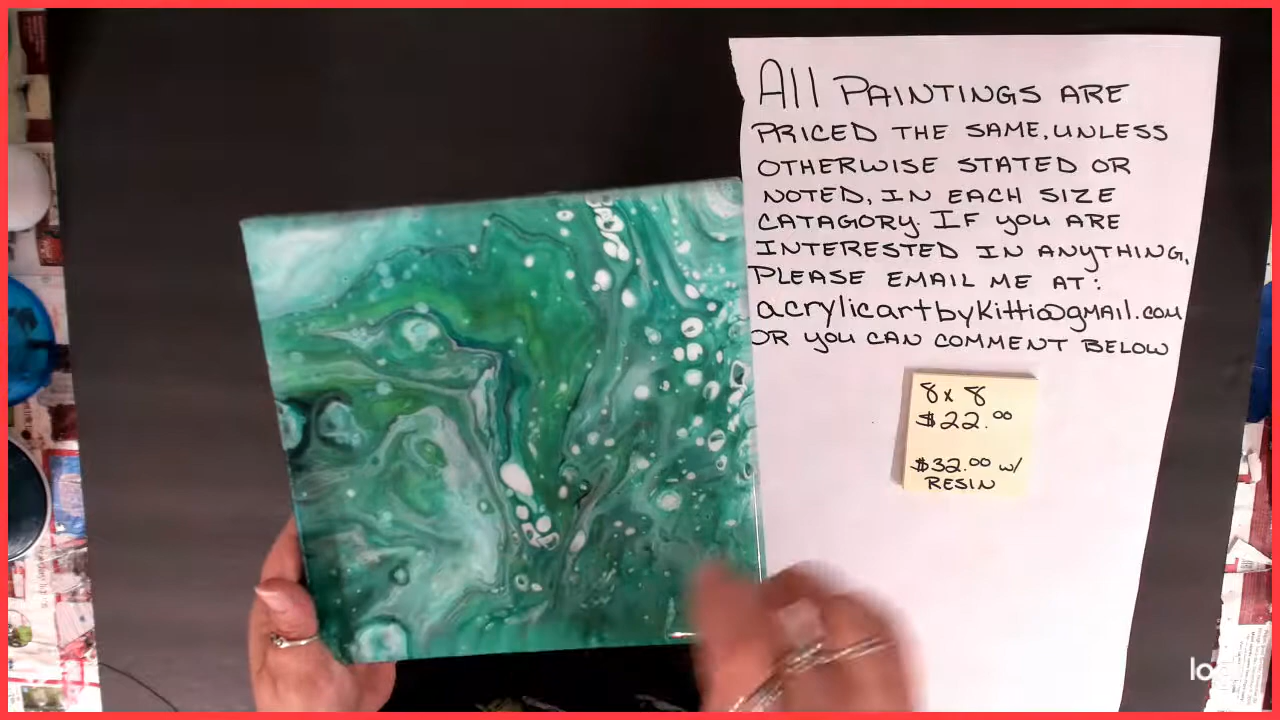 All PAINTINGS ARE
PRICED THE SAME, UNLESS
OTHERWISE STATED OR
NOTED, IN EACH SIZE
CATAGORY. IF YOU ARE
INTERESTED IN ANYTHING,
PLEASE EMAIL ME AT:
acrylicartbyKitti@gmail.com
OR YOU CAN COMMENT BELOW
8 x 8
$22.00
$32.00 w/
RESIN